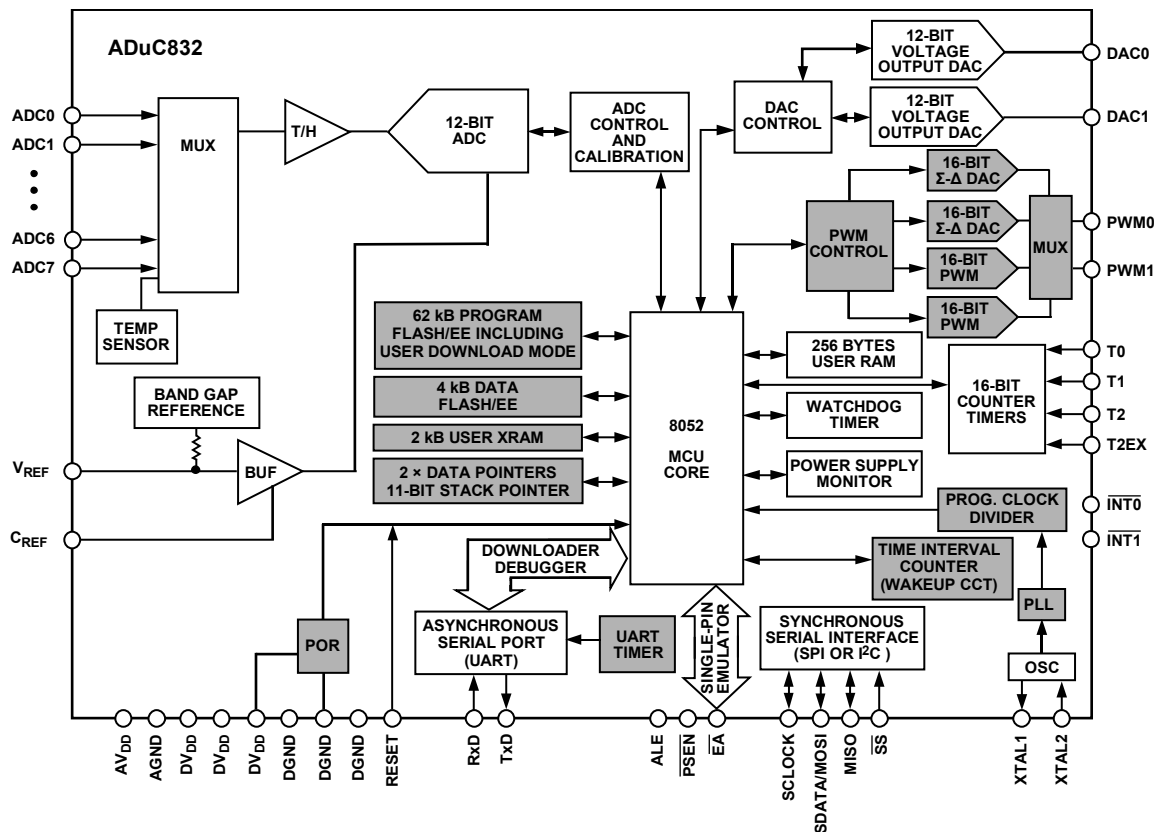 ADuC832
ADC0
ADC1
ADC6
ADC7
MUX
T/H
12-BIT
ADC
ADC
CONTROL
AND
CALIBRATION
DAC
CONTROL
12-BIT
VOLTAGE
OUTPUT DAC
12-BIT
VOLTAGE
OUTPUT DAC
DAC0
DAC1
PWM
CONTROL
16-BIT
Σ-Δ DAC
16-BIT
Σ-Δ DAC
16-BIT
PWM
16-BIT
PWM
MUX
PWM0
PWM1
TEMP
SENSOR
BAND GAP
REFERENCE
VREF
BUF
CREF
62 kB PROGRAM
FLASH/EE INCLUDING
USER DOWNLOAD MODE
4 kB DATA
FLASH/EE
2 kB USER XRAM
2 × DATA POINTERS
11-BIT STACK POINTER
8052
MCU
CORE
256 BYTES
USER RAM
WATCHDOG
TIMER
POWER SUPPLY
MONITOR
16-BIT
COUNTER
TIMERS
T0
T1
T2
T2EX
PROG. CLOCK
DIVIDER
INT0
INT1
TIME INTERVAL
COUNTER
(WAKEUP CCT)
PLL
OSC
DOWNLOADER
DEBUGGER
POR
ASYNCHRONOUS
SERIAL PORT
(UART)
UART
TIMER
SINGLE-PIN
EMULATOR
SYNCHRONOUS
SERIAL INTERFACE
(SPI OR I2C )
AVDD
AGND
DVDD
DVDD
DVDD
DGND
DGND
DGND
RESET
RxD
TxD
ALE
PSEN
EA
SCLOCK
SDATA/MOSI
MISO
SS
XTAL1
XTAL2